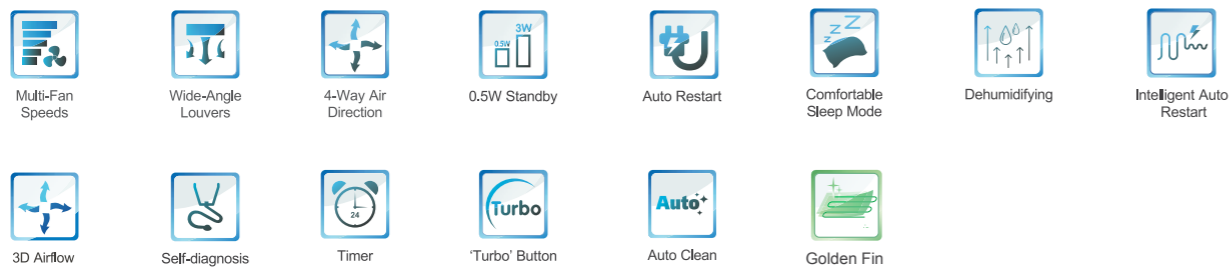 0.5W
3W
z Z Z
Multi-Fan
Speeds
Wide-Angle
Louvers
4-Way Air
Direction
0.5W Standby
Auto Restart
Comfortable
Sleep Mode
Dehumidifying
Intelligent Auto
Restart
24
Turbo
Auto
3D Airflow
Self-diagnosis
Timer
‘Turbo’ Button
Auto Clean
Golden Fin